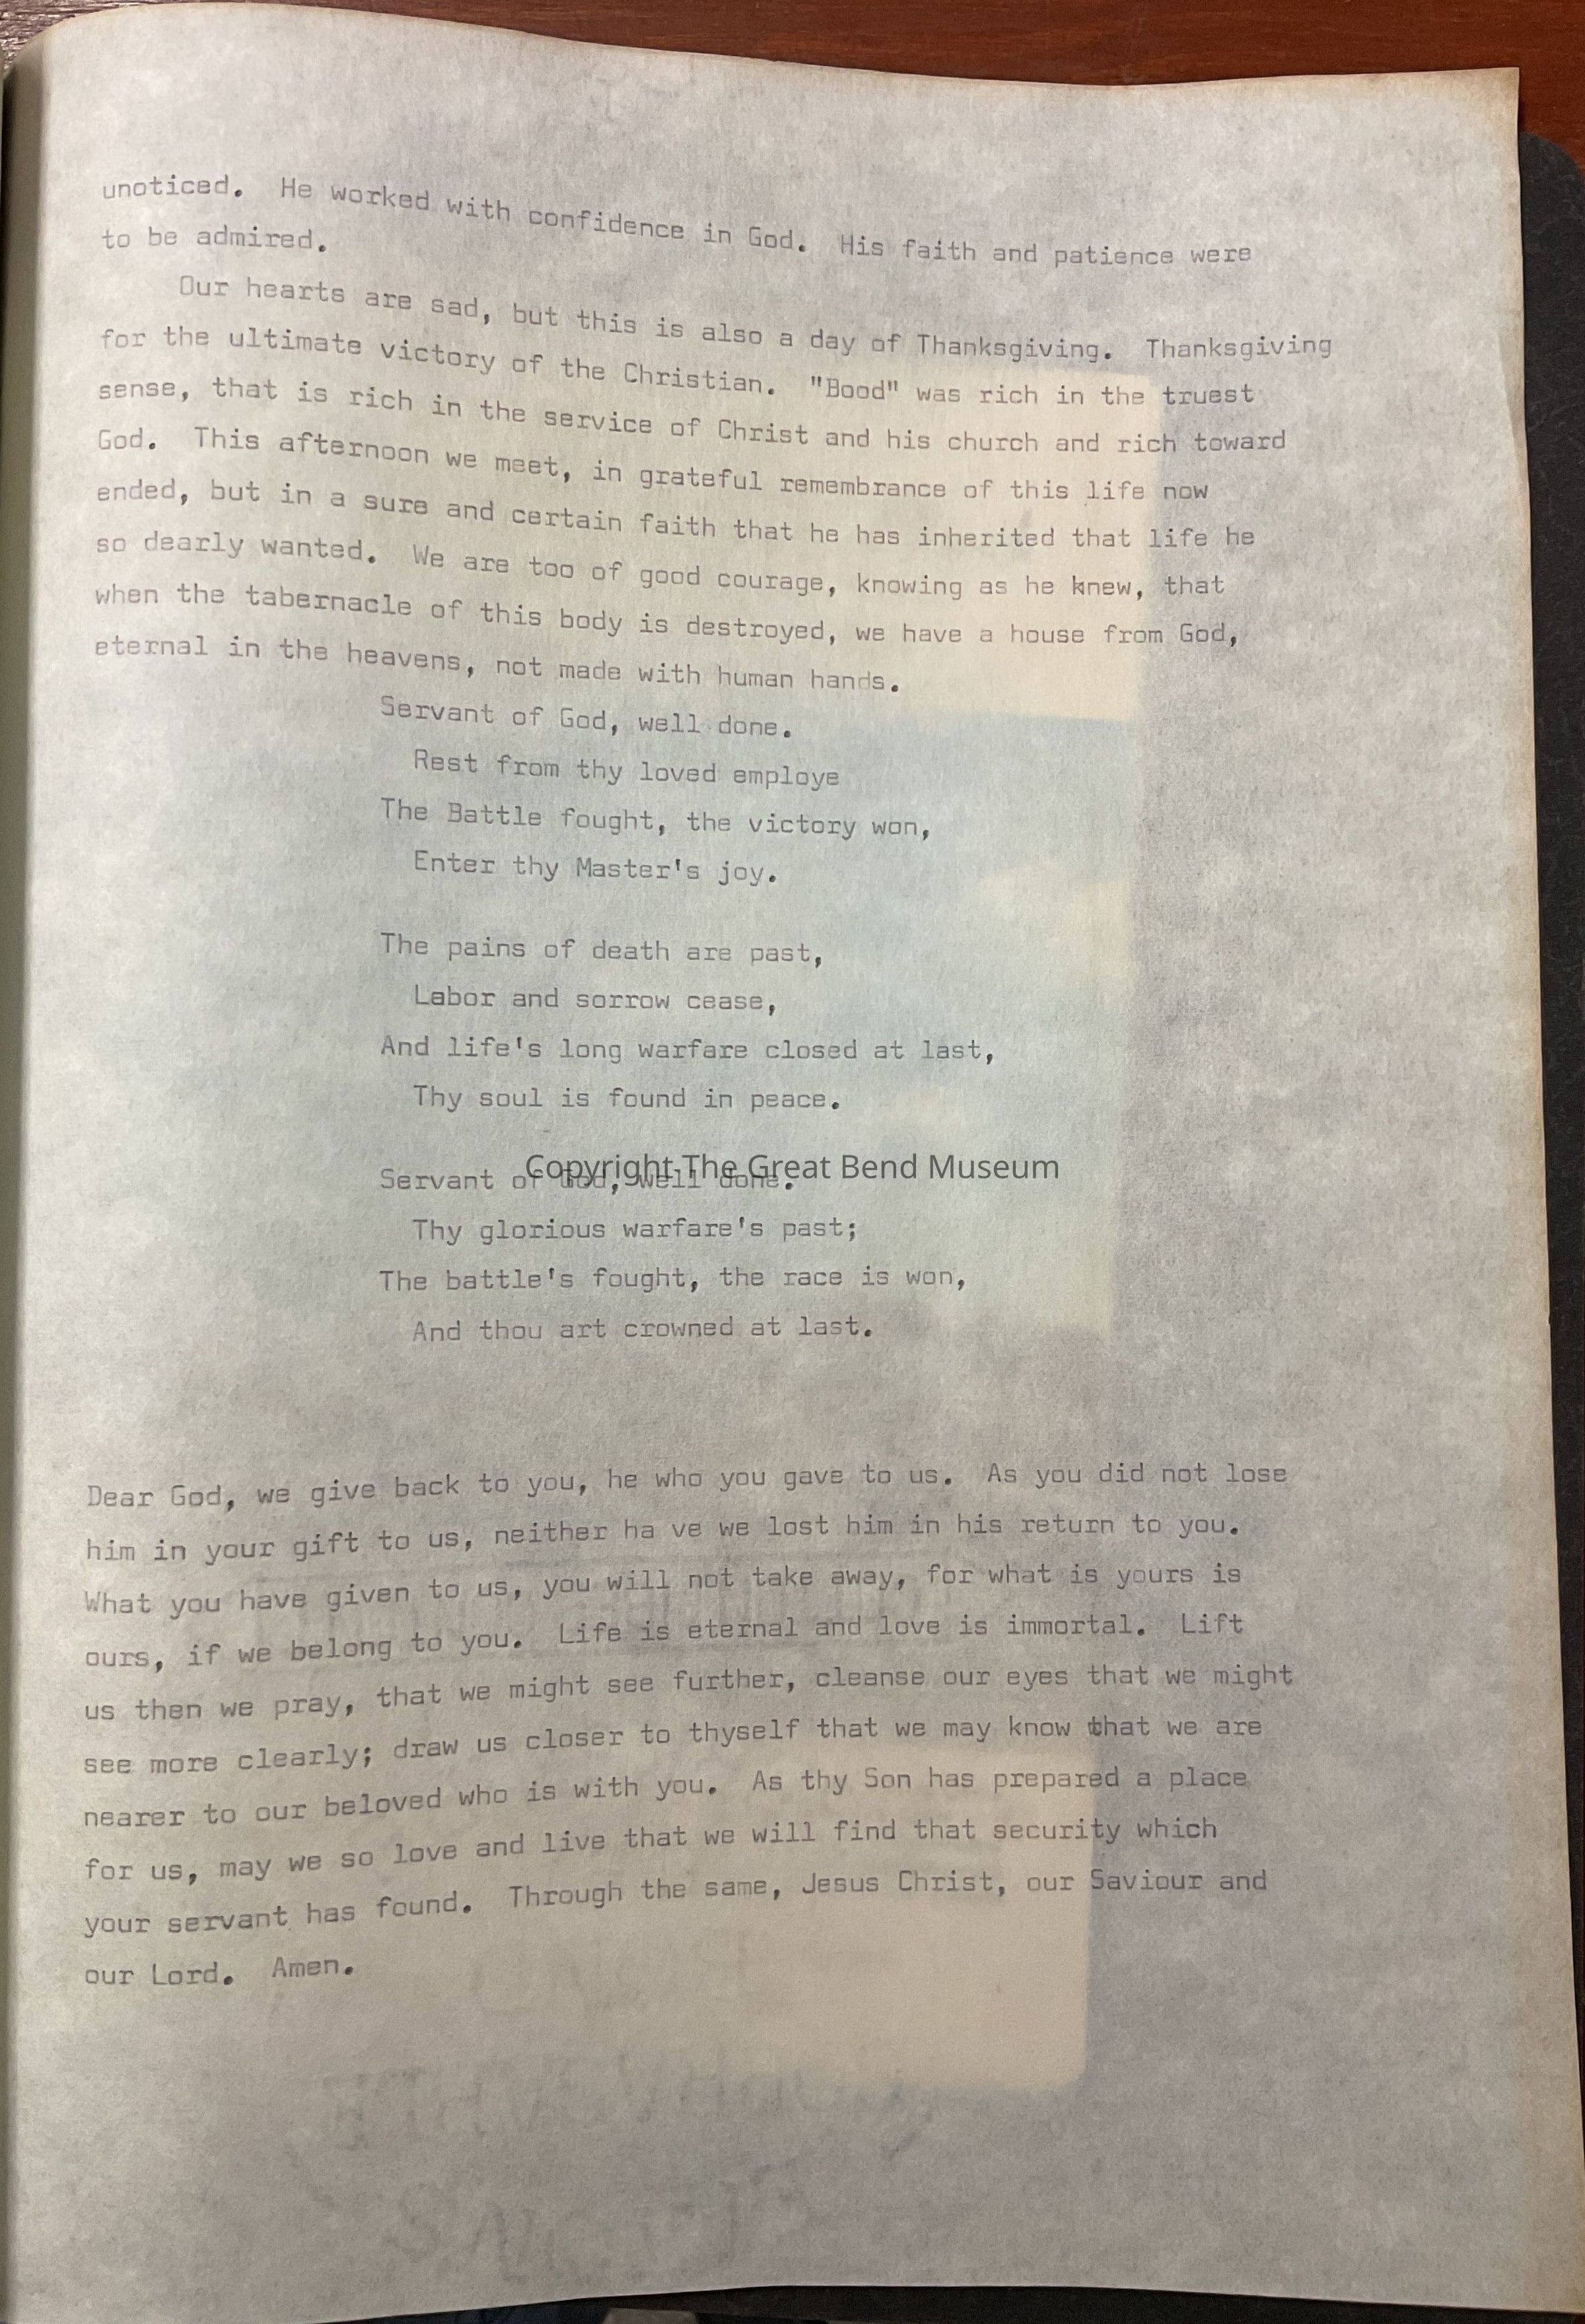 unoticed.  He worked with confidence in God.  His faith and patience were
to be admired.
Our hearts are sad, but this is also a day of Thanksgiving.  Thanksgiving
for the ultimate victory of the Christian.  "Bood" was rich in the truest
sense, that is rich in the service of Christ and his church and rich toward
God.  This afternoon we meet, in grateful remembrance of this life now
ended, but in a sure and certain faith that he has inherited that life he
so dearly wanted.  We are too of good courage, knowing as he knew, that
when the tabernacle of this body is destroyed, we have a house from God,
eternal in the heavens, not made with human hands.
Servant of God, well done.
Rest from thy loved employe
The Battle fought, the victory won,
Enter thy Master's joy.
The pains of death are past,
Labor and sorrow cease,
And life's long warfare closed at last,
Thy soul is found in peace.
Copyright The Great Bend Museum
Servant of God, well done.
Thy glorious warfare's past;
The battle's fought, the race is won,
And thou art crowned at last.
Dear God, we give back to you, he who you gave to us.  As you did not lose
him in your gift to us, neither ha ve we lost him in his return to you.
What you have given to us, you will not take away, for what is yours is
ours, if we belong to you.  Life is eternal and love is immortal.  Lift
us then we pray, that we might see further, cleanse our eyes that we might
see more clearly; draw us closer to thyself that we may know that we are
nearer to our beloved who is with you.  As thy Son has prepared a place
for us, may we so love and live that we will find that security which
your servant has found.  Through the same, Jesus Christ, our Saviour and
our Lord.  Amen.